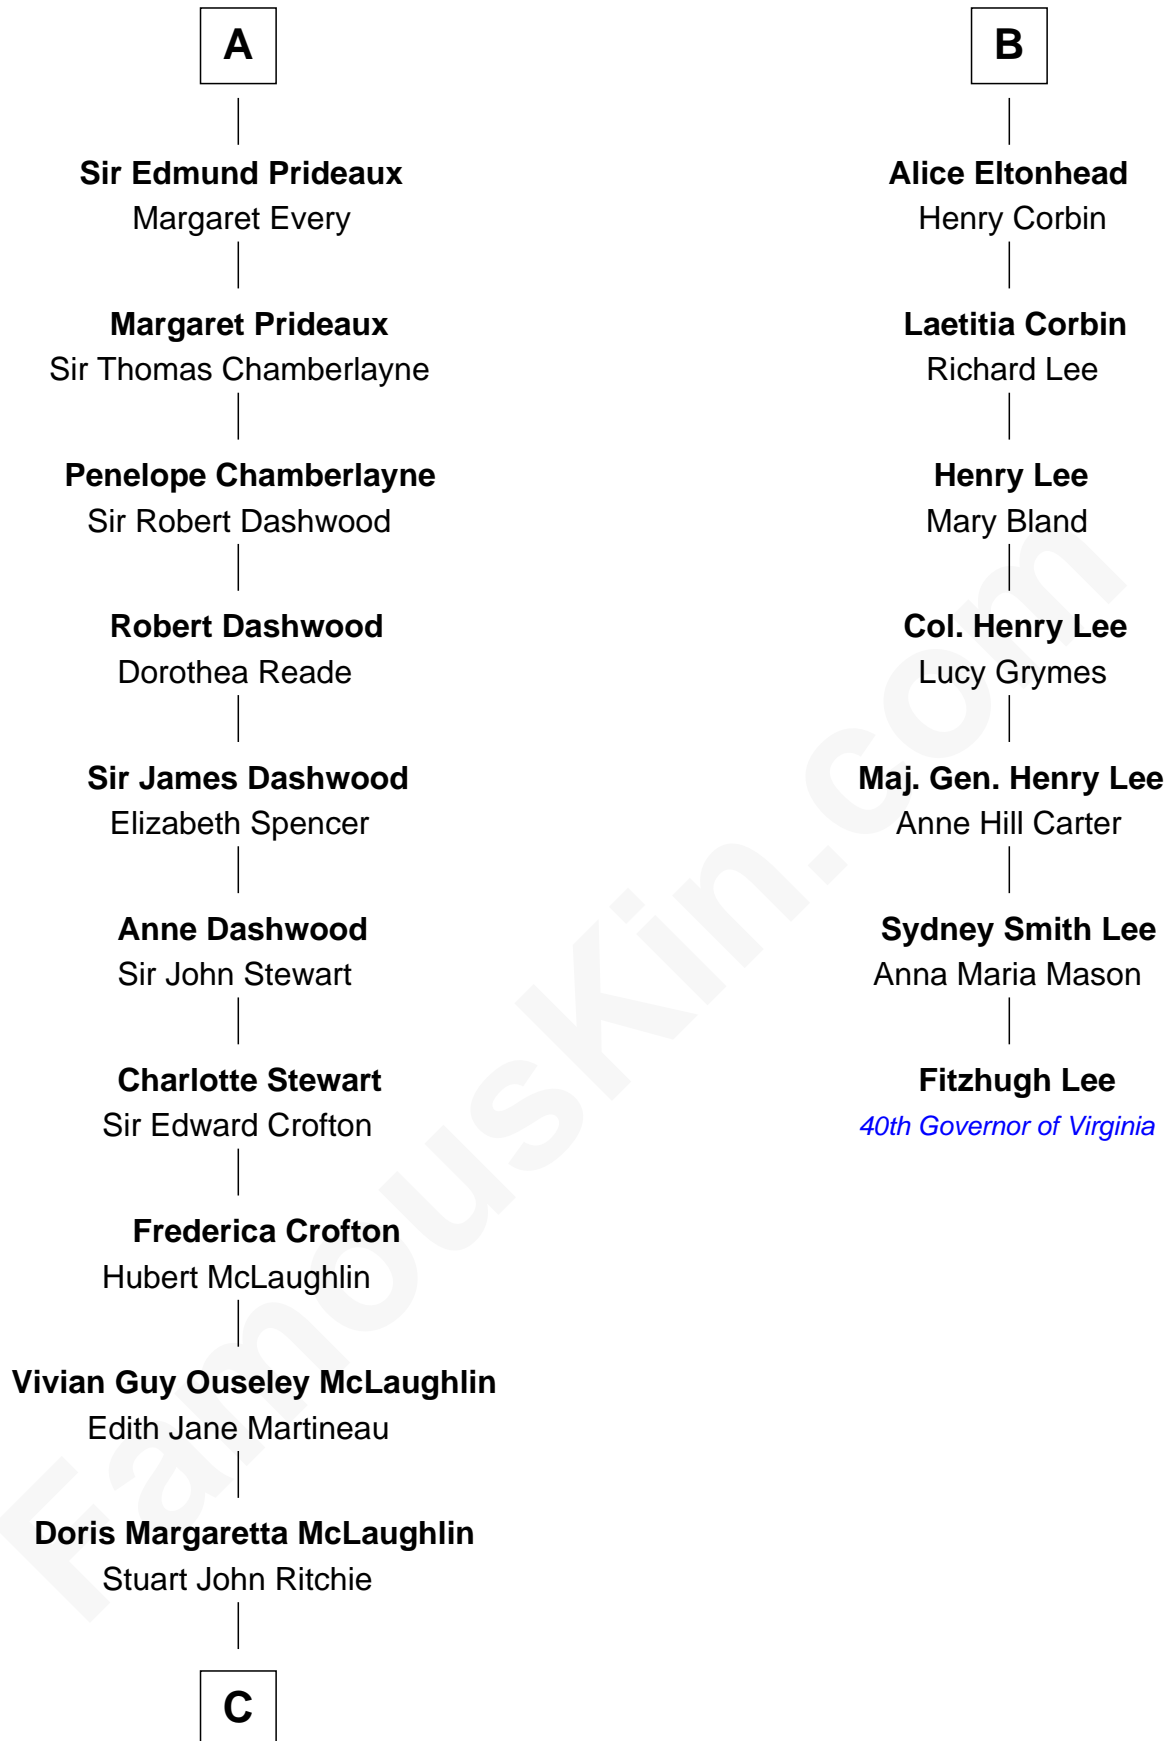 A
Sir Edmund Prideaux
Margaret Every
Margaret Prideaux
Sir Thomas Chamberlayne
Penelope Chamberlayne
Sir Robert Dashwood
Robert Dashwood
Dorothea Reade
Sir James Dashwood
Elizabeth Spencer
Anne Dashwood
Sir John Stewart
Charlotte Stewart
Sir Edward Crofton
Frederica Crofton
Hubert McLaughlin
Vivian Guy Ouseley McLaughlin
Edith Jane Martineau
Doris Margaretta McLaughlin
Stuart John Ritchie
C
B
Alice Eltonhead
Henry Corbin
Laetitia Corbin
Richard Lee
Henry Lee
Mary Bland
Col. Henry Lee
Lucy Grymes
Maj. Gen. Henry Lee
Anne Hill Carter
Sydney Smith Lee
Anna Maria Mason
Fitzhugh Lee
40th Governor of Virginia
FamousKin.com